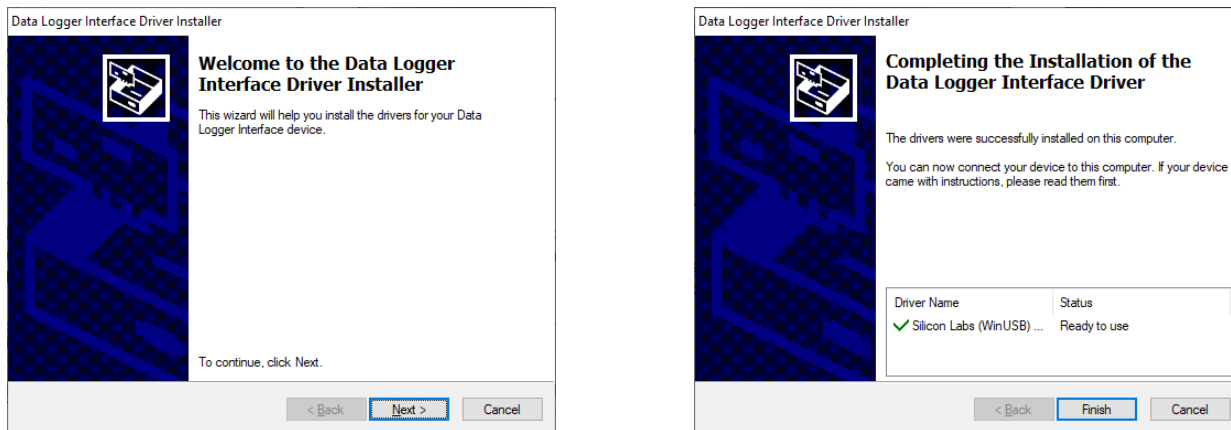 Data Logger Interface Driver Installer
Welcome to the Data Logger
Interface Driver Installer
This wizard will help you install the drivers for your Data
Logger Interface device.
To continue, click Next.
< Back
Next >
Cancel
Data Logger Interface Driver Installer
Completing the Installation of the
Data Logger Interface Driver
The drivers were successfully installed on this computer.
You can now connect your device to this computer. If your device
came with instructions, please read them first.
Driver Name Status
Silicon Labs (WinUSB) ... Ready to use
< Back
Finish
Cancel